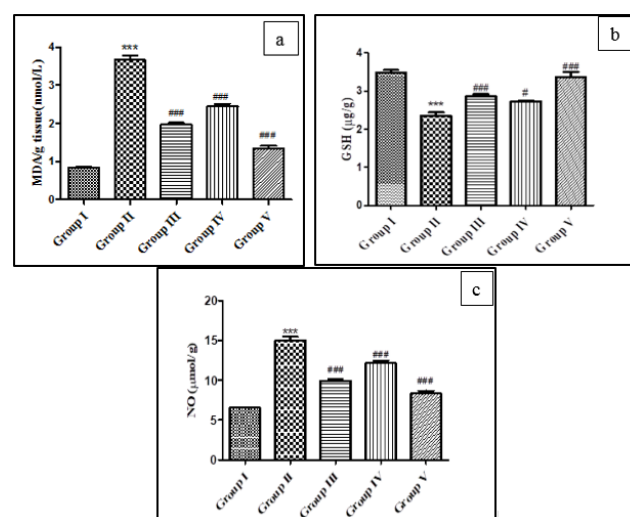 a
MDA/g tissue(nmol/L)
4
3
2
1
0
***
###
###
###
Group I
Group II
Group III
Group IV
Group V
b
GSH (µg/g)
4
3
2
1
0
***
###
#
###
Group I
Group II
Group III
Group IV
Group V
c
NO (µmol/g)
20
15
10
5
0
***
###
###
###
Group I
Group II
Group III
Group IV
Group V